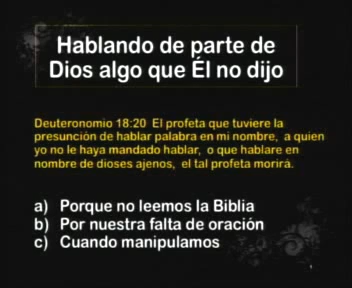 Hablando de parte de
Dios algo que Él no dijo
Deuteronomio 18:20 El profeta que tuviere la
presunción de hablar palabra en mi nombre, a quien
yo no le haya mandado hablar, o que hablare en
nombre de dioses ajenos, el tal profeta morirá.
a) Porque no leemos la Biblia
b) Por nuestra falta de oración
c) Cuando manipulamos